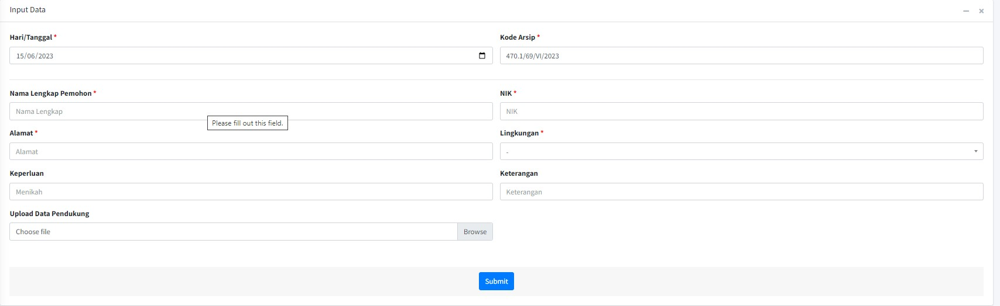 Input Data
Hari/Tanggal *
Kode Arsip *
15/06/2023
470.1/69/VI/2023
Nama Lengkap Pemohon *
NIK *
Nama Lengkap
NIK
Please fill out this field.
Alamat *
Lingkungan *
Alamat
-
Keperluan
Keterangan
Menikah
Keterangan
Upload Data Pendukung
Choose file
Browse
Submit